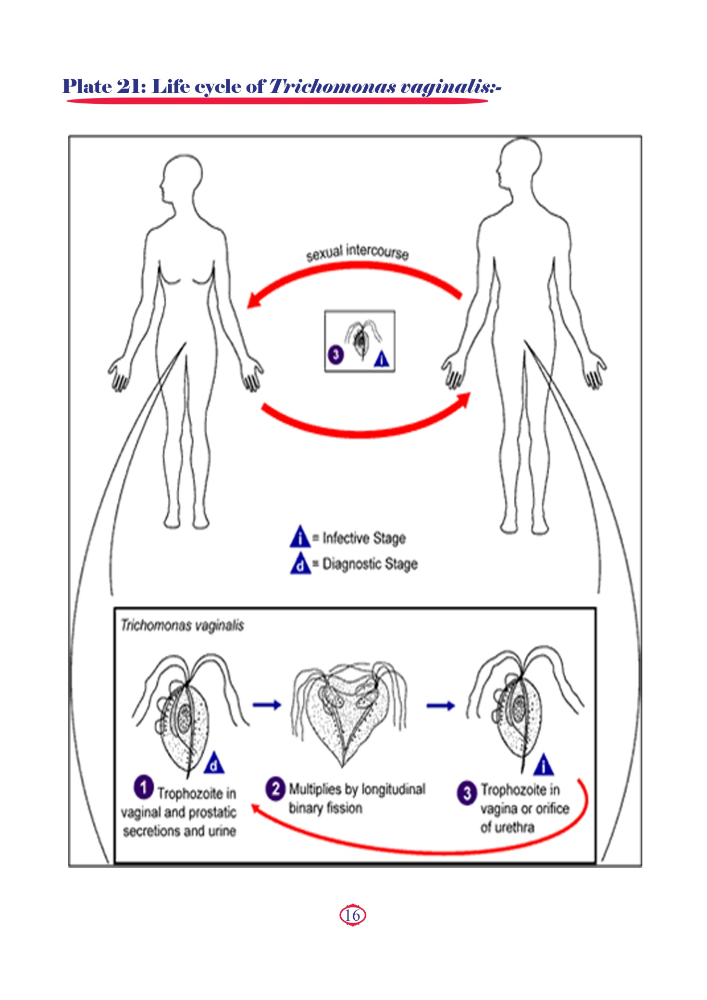 Plate 21: Life cycle of Trichomonas vaginalis:-
sexual intercourse
3
i
i = Infective Stage
d = Diagnostic Stage
Trichomonas vaginalis
d
i
1 Trophozoite in
vaginal and prostatic
secretions and urine
2 Multiplies by longitudinal
binary fission
3 Trophozoite in
vagina or orifice
of urethra
16